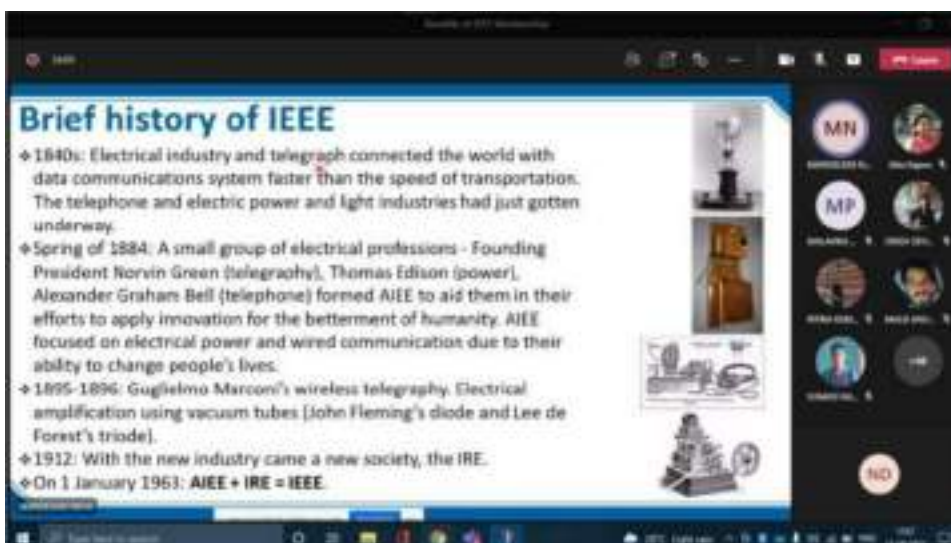 Leave
Brief history of IEEE
❖1840s: Electrical industry and telegraph connected the world with
data communications system faster than the speed of transportation.
The telephone and electric power and light industries had just gotten
underway.
❖Spring of 1884: A small group of electrical professions - Founding
President Norvin Green (telegraphy), Thomas Edison (power),
Alexander Graham Bell (telephone) formed AIEE to aid them in their
efforts to apply innovation for the betterment of humanity. AIEE
focused on electrical power and wired communication due to their
ability to change people's lives.
❖1895-1896: Guglielmo Marconi's wireless telegraphy. Electrical
amplification using vacuum tubes (John Fleming's diode and Lee de
Forest's triode).
❖1912: With the new industry came a new society, the IRE.
❖On 1 January 1963: AIEE + IRE = IEEE.
MN
MP
ND
Type here to search